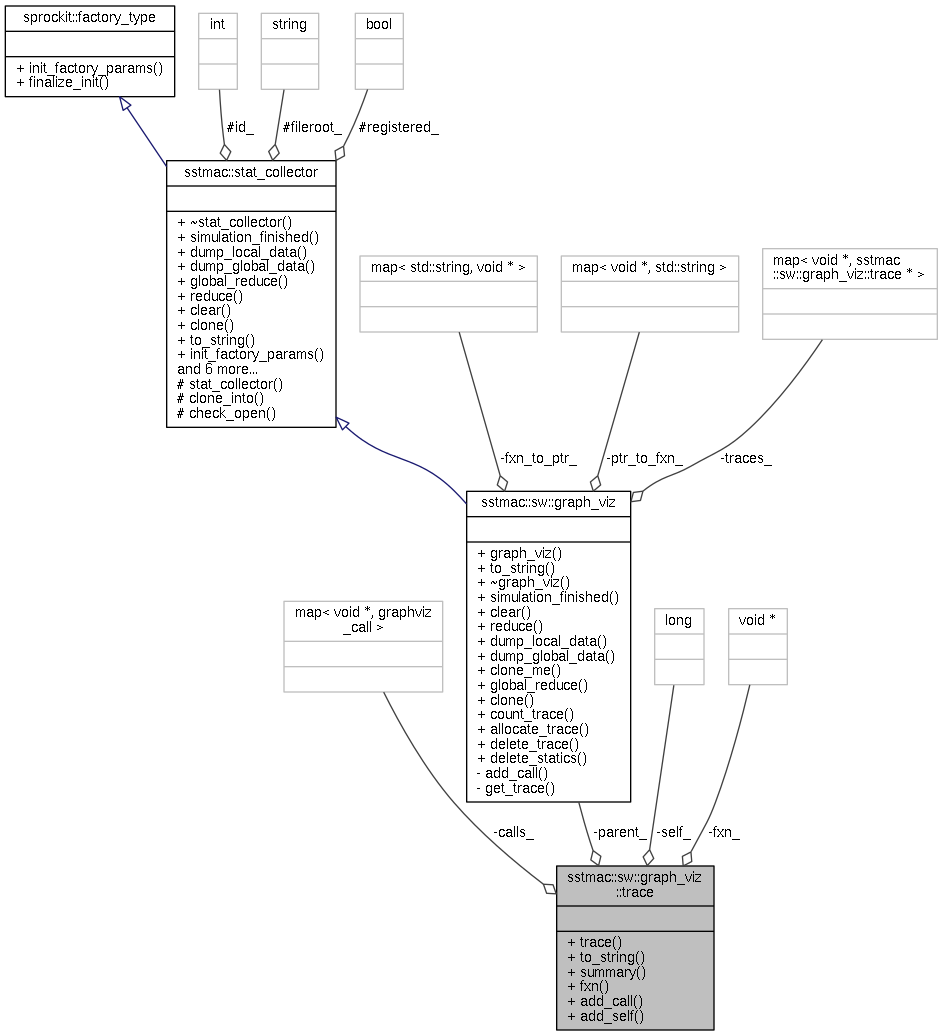 sprockit::factory_type
+ init_factory_params()
+ finalize_init()
int
string
bool
#id_
#fileroot_
#registered_
sstmac::stat_collector
+ ~stat_collector()
+ simulation_finished()
+ dump_local_data()
+ dump_global_data()
+ global_reduce()
+ reduce()
+ clear()
+ clone()
+ to_string()
+ init_factory_params()
and 6 more...
# stat_collector()
# clone_into()
# check_open()
map< std::string, void * >
map< void *, std::string >
map< void *, sstmac
::sw::graph_viz::trace * >
-fxn_to_ptr_
-ptr_to_fxn_
-traces_
sstmac::sw::graph_viz
+ graph_viz()
+ to_string()
+ ~graph_viz()
+ simulation_finished()
+ clear()
+ reduce()
+ dump_local_data()
+ dump_global_data()
+ clone_me()
+ global_reduce()
+ clone()
+ count_trace()
+ allocate_trace()
+ delete_trace()
+ delete_statics()
- add_call()
- get_trace()
map< void *, graphviz
_call >
long
void *
-calls_
-parent_
-self_
-fxn_
sstmac::sw::graph_viz
::trace
+ trace()
+ to_string()
+ summary()
+ fxn()
+ add_call()
+ add_self()